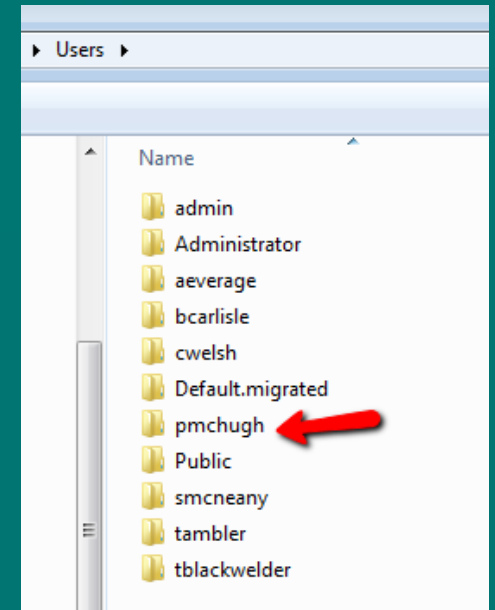 Users
Name
admin
Administrator
aeverage
bcarlisle
cwelsh
Default.migrated
pmchugh
Public
smcneany
tambler
tblackwelder